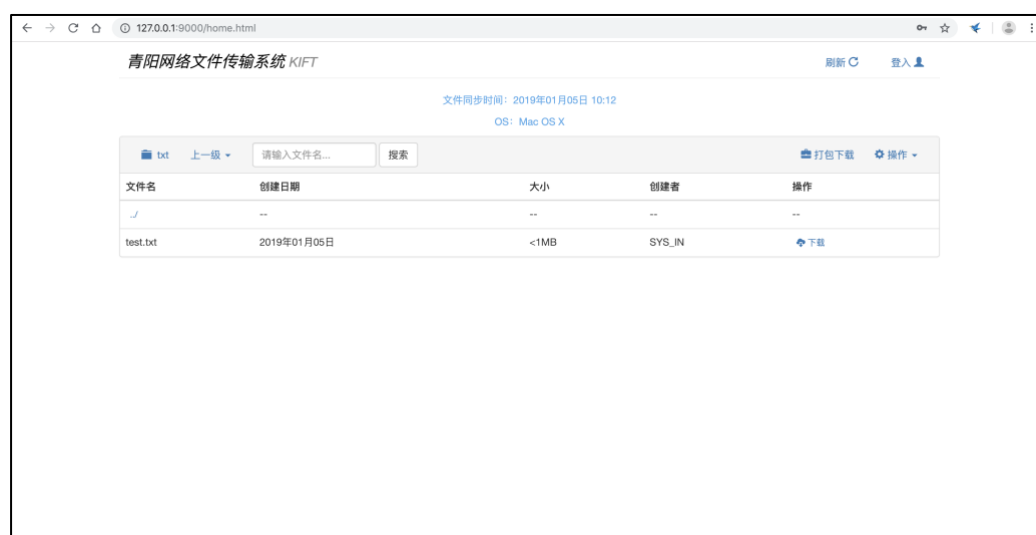 127.0.0.1:9000/home.html
青阳网络文件传输系统 KIFT 刷新 登入
文件同步时间：2019年01月05日 10:12
OS：Mac OS X
txt 上一级 请输入文件名... 搜索 打包下载 操作
文件名 创建日期 大小 创建者 操作
../ -- -- -- --
test.txt 2019年01月05日 <1MB SYS_IN 下载